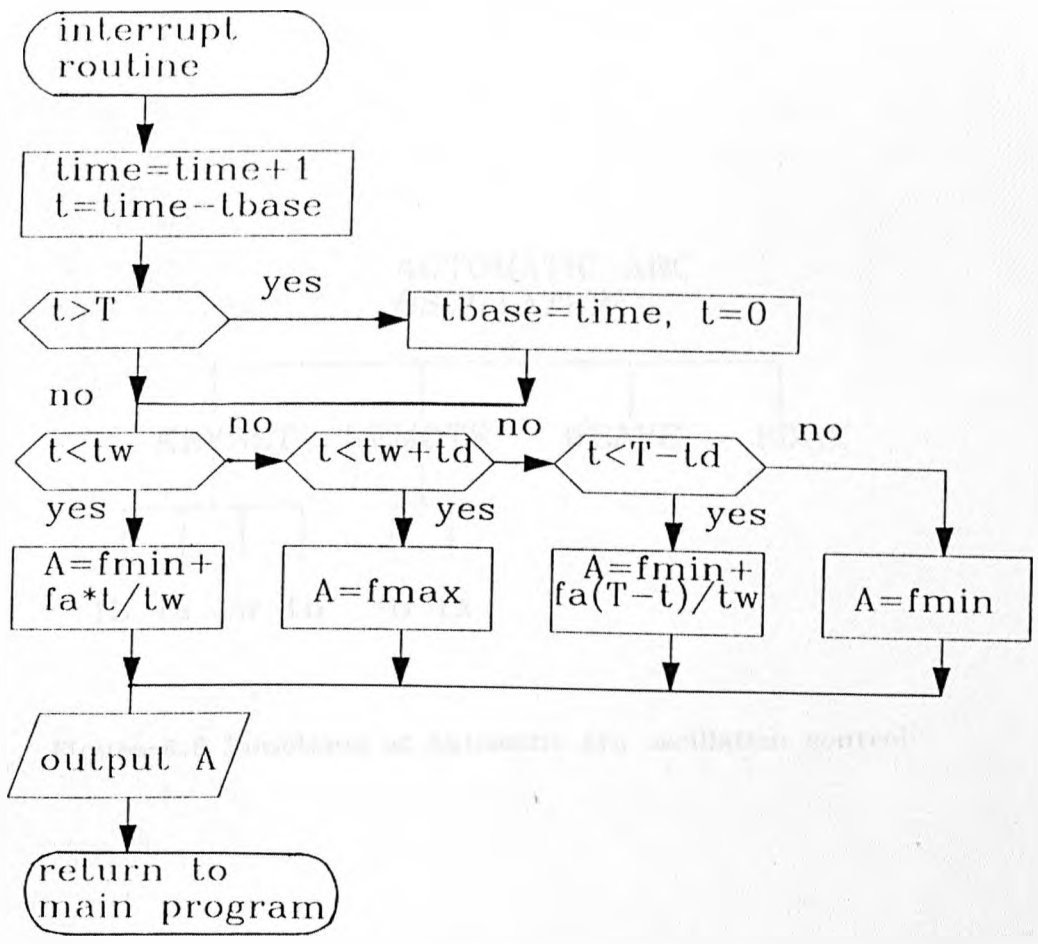 interrupt
routine
time=time+1
t=time-tbase
t>T
yes
tbase=time, t=0
no
no
no
no
t<tw
t<tw+td
t<T-td
yes
yes
yes
A=fmin+
fa*t/tw
A=fmax
A=fmin+
fa(T-t)/tw
A=fmin
output A
return to
main program